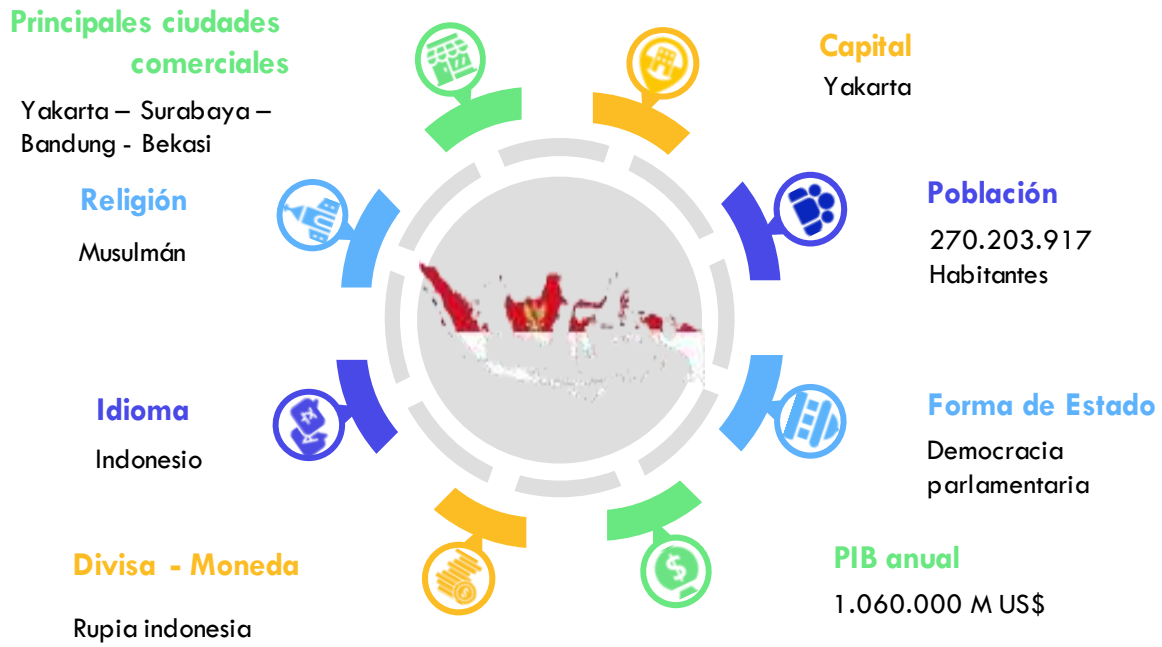 Principales ciudades
comerciales
Yakarta – Surabaya –
Bandung - Bekasi
Capital
Yakarta
Religión
Musulmán
Población
270.203.917
Habitantes
Idioma
Indonesio
Forma de Estado
Democracia
parlamentaria
Divisa - Moneda
Rupia indonesia
PIB anual
1.060.000 M US$